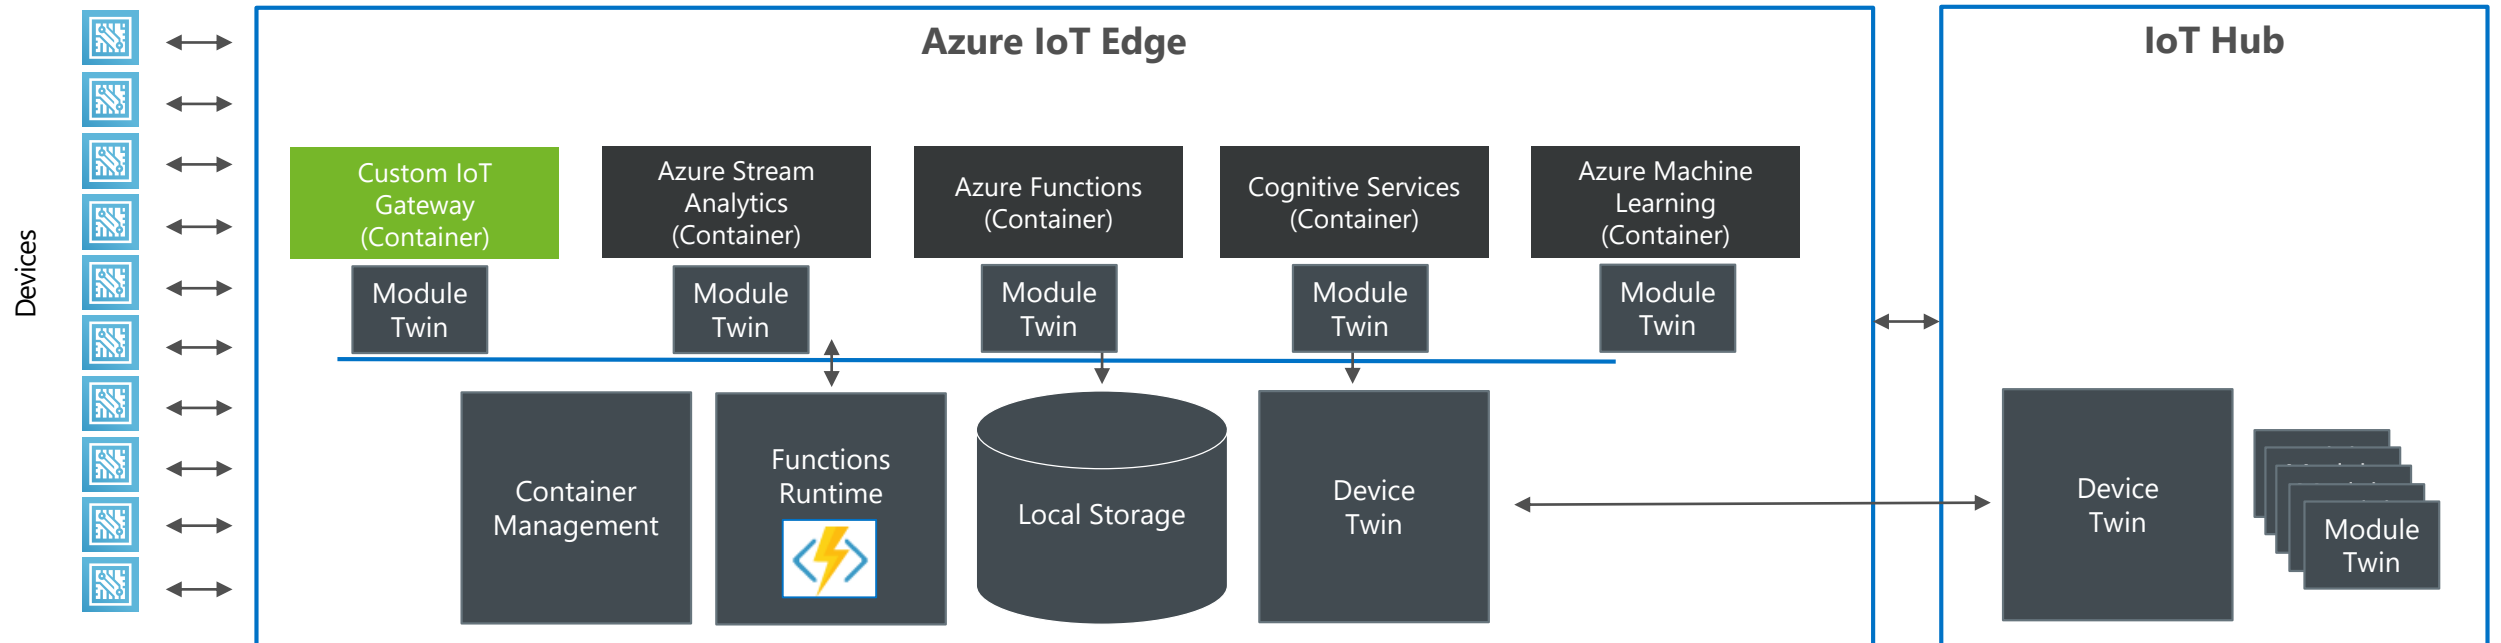 Devices
Azure IoT Edge
Custom IoT
Gateway
(Container)
Azure Stream
Analytics
(Container)
Azure Functions
(Container)
Cognitive Services
(Container)
Azure Machine
Learning
(Container)
Module
Twin
Module
Twin
Module
Twin
Module
Twin
Module
Twin
Container
Management
Functions
Runtime
Local Storage
Device
Twin
IoT Hub
Device
Twin
Module
Twin